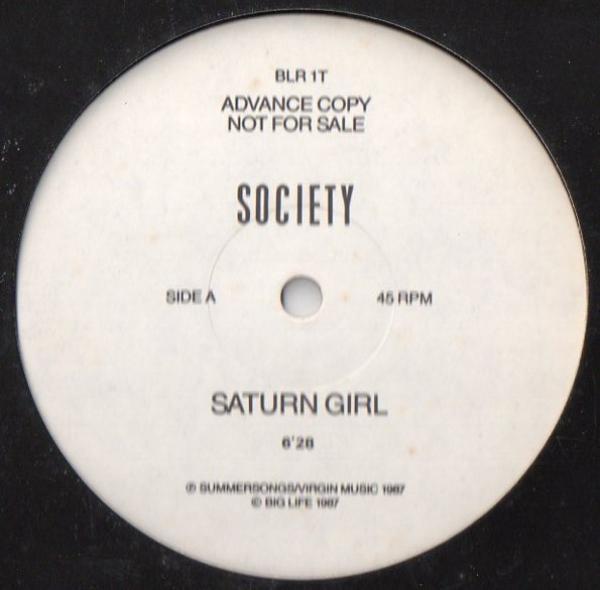 BLR 1T
ADVANCE COPY
NOT FOR SALE
SOCIETY
SIDE A
45 RPM
SATURN GIRL
6'28
℗ SUMMERSONGS/VIRGIN MUSIC 1987
© BIG LIFE 1987